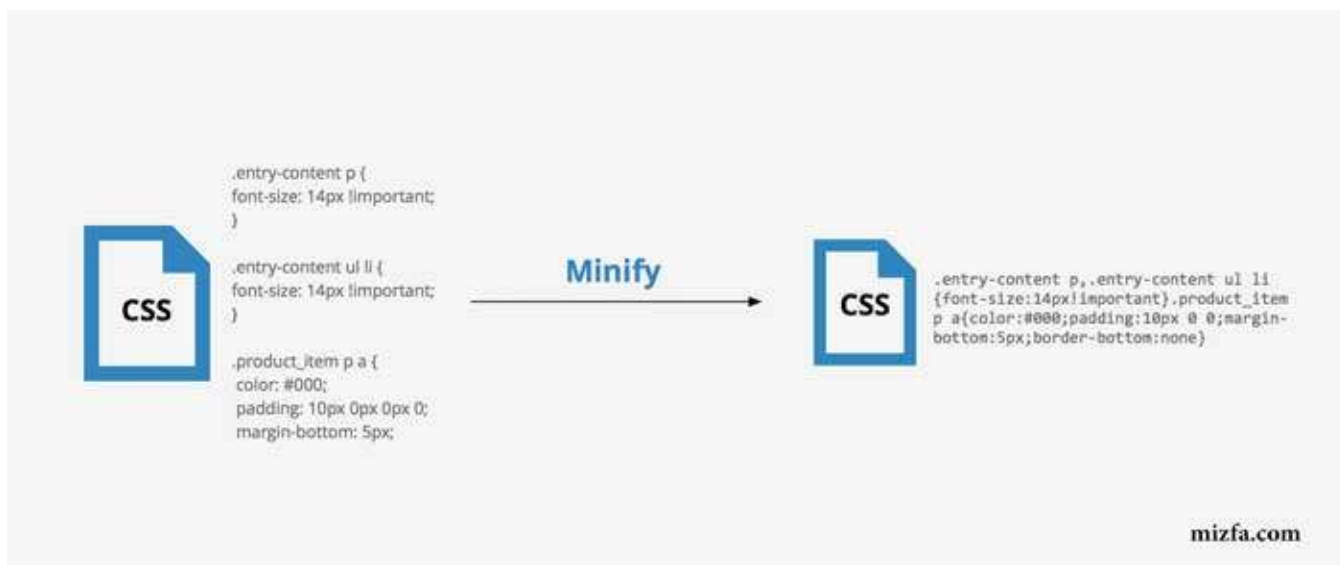 .entry-content p {
font-size: 14px !important;
}
.entry-content ul li {
font-size: 14px !important;
}
.product_item p a {
color: #000;
padding: 10px 0px 0px 0;
margin-bottom: 5px;
CSS
Minify
CSS
.entry-content p,.entry-content ul li
{font-size:14px!important}.product_item
p a{color:#000;padding:10px 0 0;margin-
bottom:5px;border-bottom:none}
mizfa.com